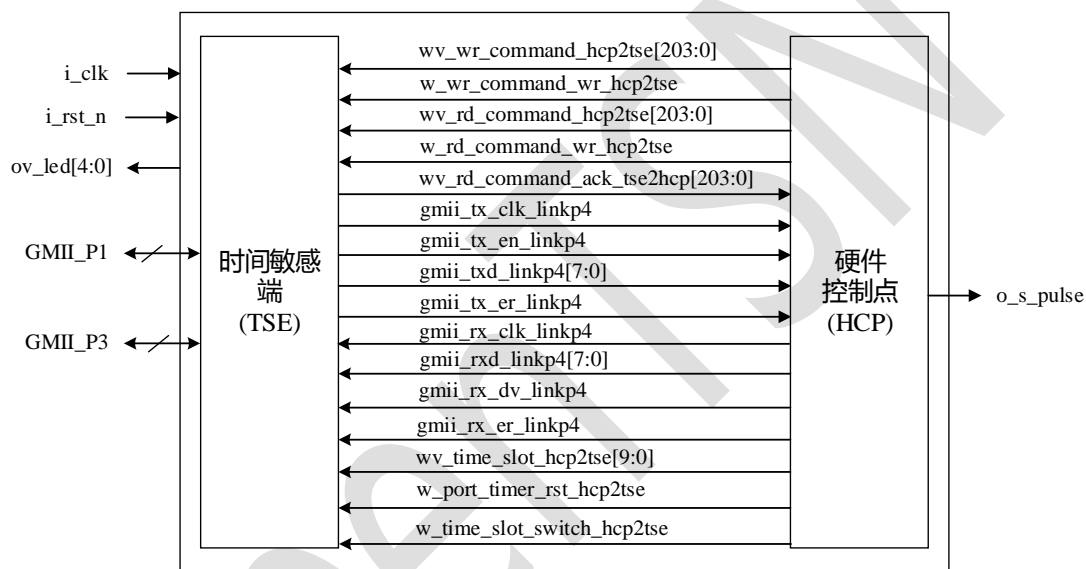 i_clk
i_rst_n
ov_led[4:0]
GMII_P1
GMII_P3
时间敏感
端
(TSE)
wv_wr_command_hcp2tse[203:0]
w_wr_command_wr_hcp2tse
wv_rd_command_hcp2tse[203:0]
w_rd_command_wr_hcp2tse
wv_rd_command_ack_tse2hcp[203:0]
gmii_tx_clk_linkp4
gmii_tx_en_linkp4
gmii_txd_linkp4[7:0]
gmii_tx_er_linkp4
gmii_rx_clk_linkp4
gmii_rxd_linkp4[7:0]
gmii_rx_dv_linkp4
gmii_rx_er_linkp4
wv_time_slot_hcp2tse[9:0]
w_port_timer_rst_hcp2tse
w_time_slot_switch_hcp2tse
硬件
控制点
(HCP)
o_s_pulse
enTSN